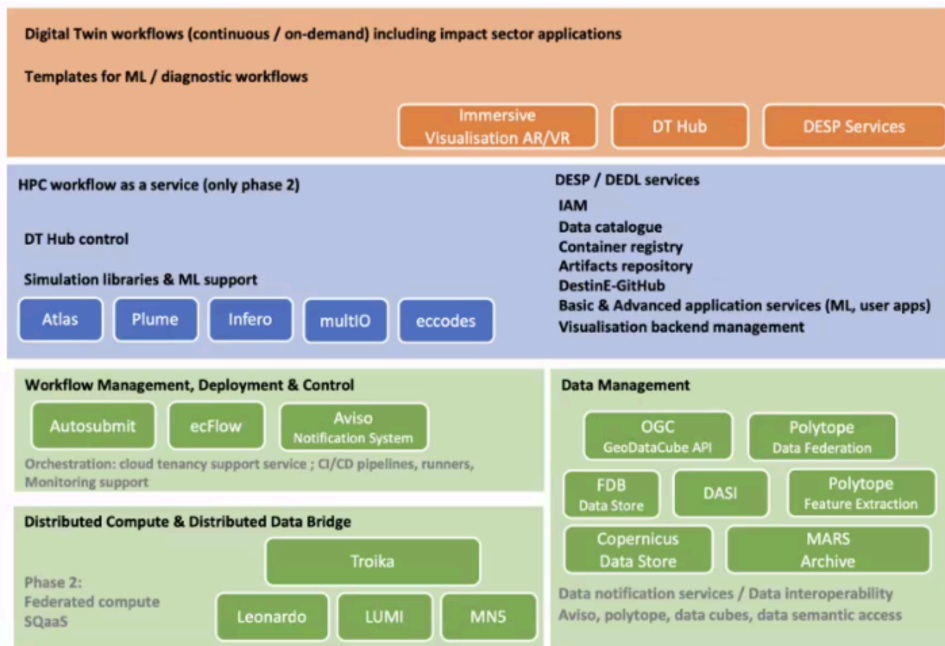 Digital Twin workflows (continuous / on-demand) including impact sector applications
Templates for ML / diagnostic workflows
Immersive
Visualisation AR/VR
DT Hub
DESP Services
HPC workflow as a service (only phase 2)
DT Hub control
Simulation libraries & ML support
Atlas
Plume
Infero
multIO
eccodes
DESP / DEDL services
IAM
Data catalogue
Container registry
Artifacts repository
DestinE-GitHub
Basic & Advanced application services (ML, user apps)
Visualisation backend management
Workflow Management, Deployment & Control
Autosubmit
ecFlow
Aviso
Notification System
Orchestration: cloud tenancy support service ; CI/CD pipelines, runners,
Monitoring support
Distributed Compute & Distributed Data Bridge
Troika
Phase 2:
Federated compute
SQaaS
Leonardo
LUMI
MN5
Data Management
OGC
GeoDataCube API
Polytope
Data Federation
FDB
Data Store
DASI
Polytope
Feature Extraction
Copernicus
Data Store
MARS
Archive
Data notification services / Data interoperability
Aviso, polytope, data cubes, data semantic access